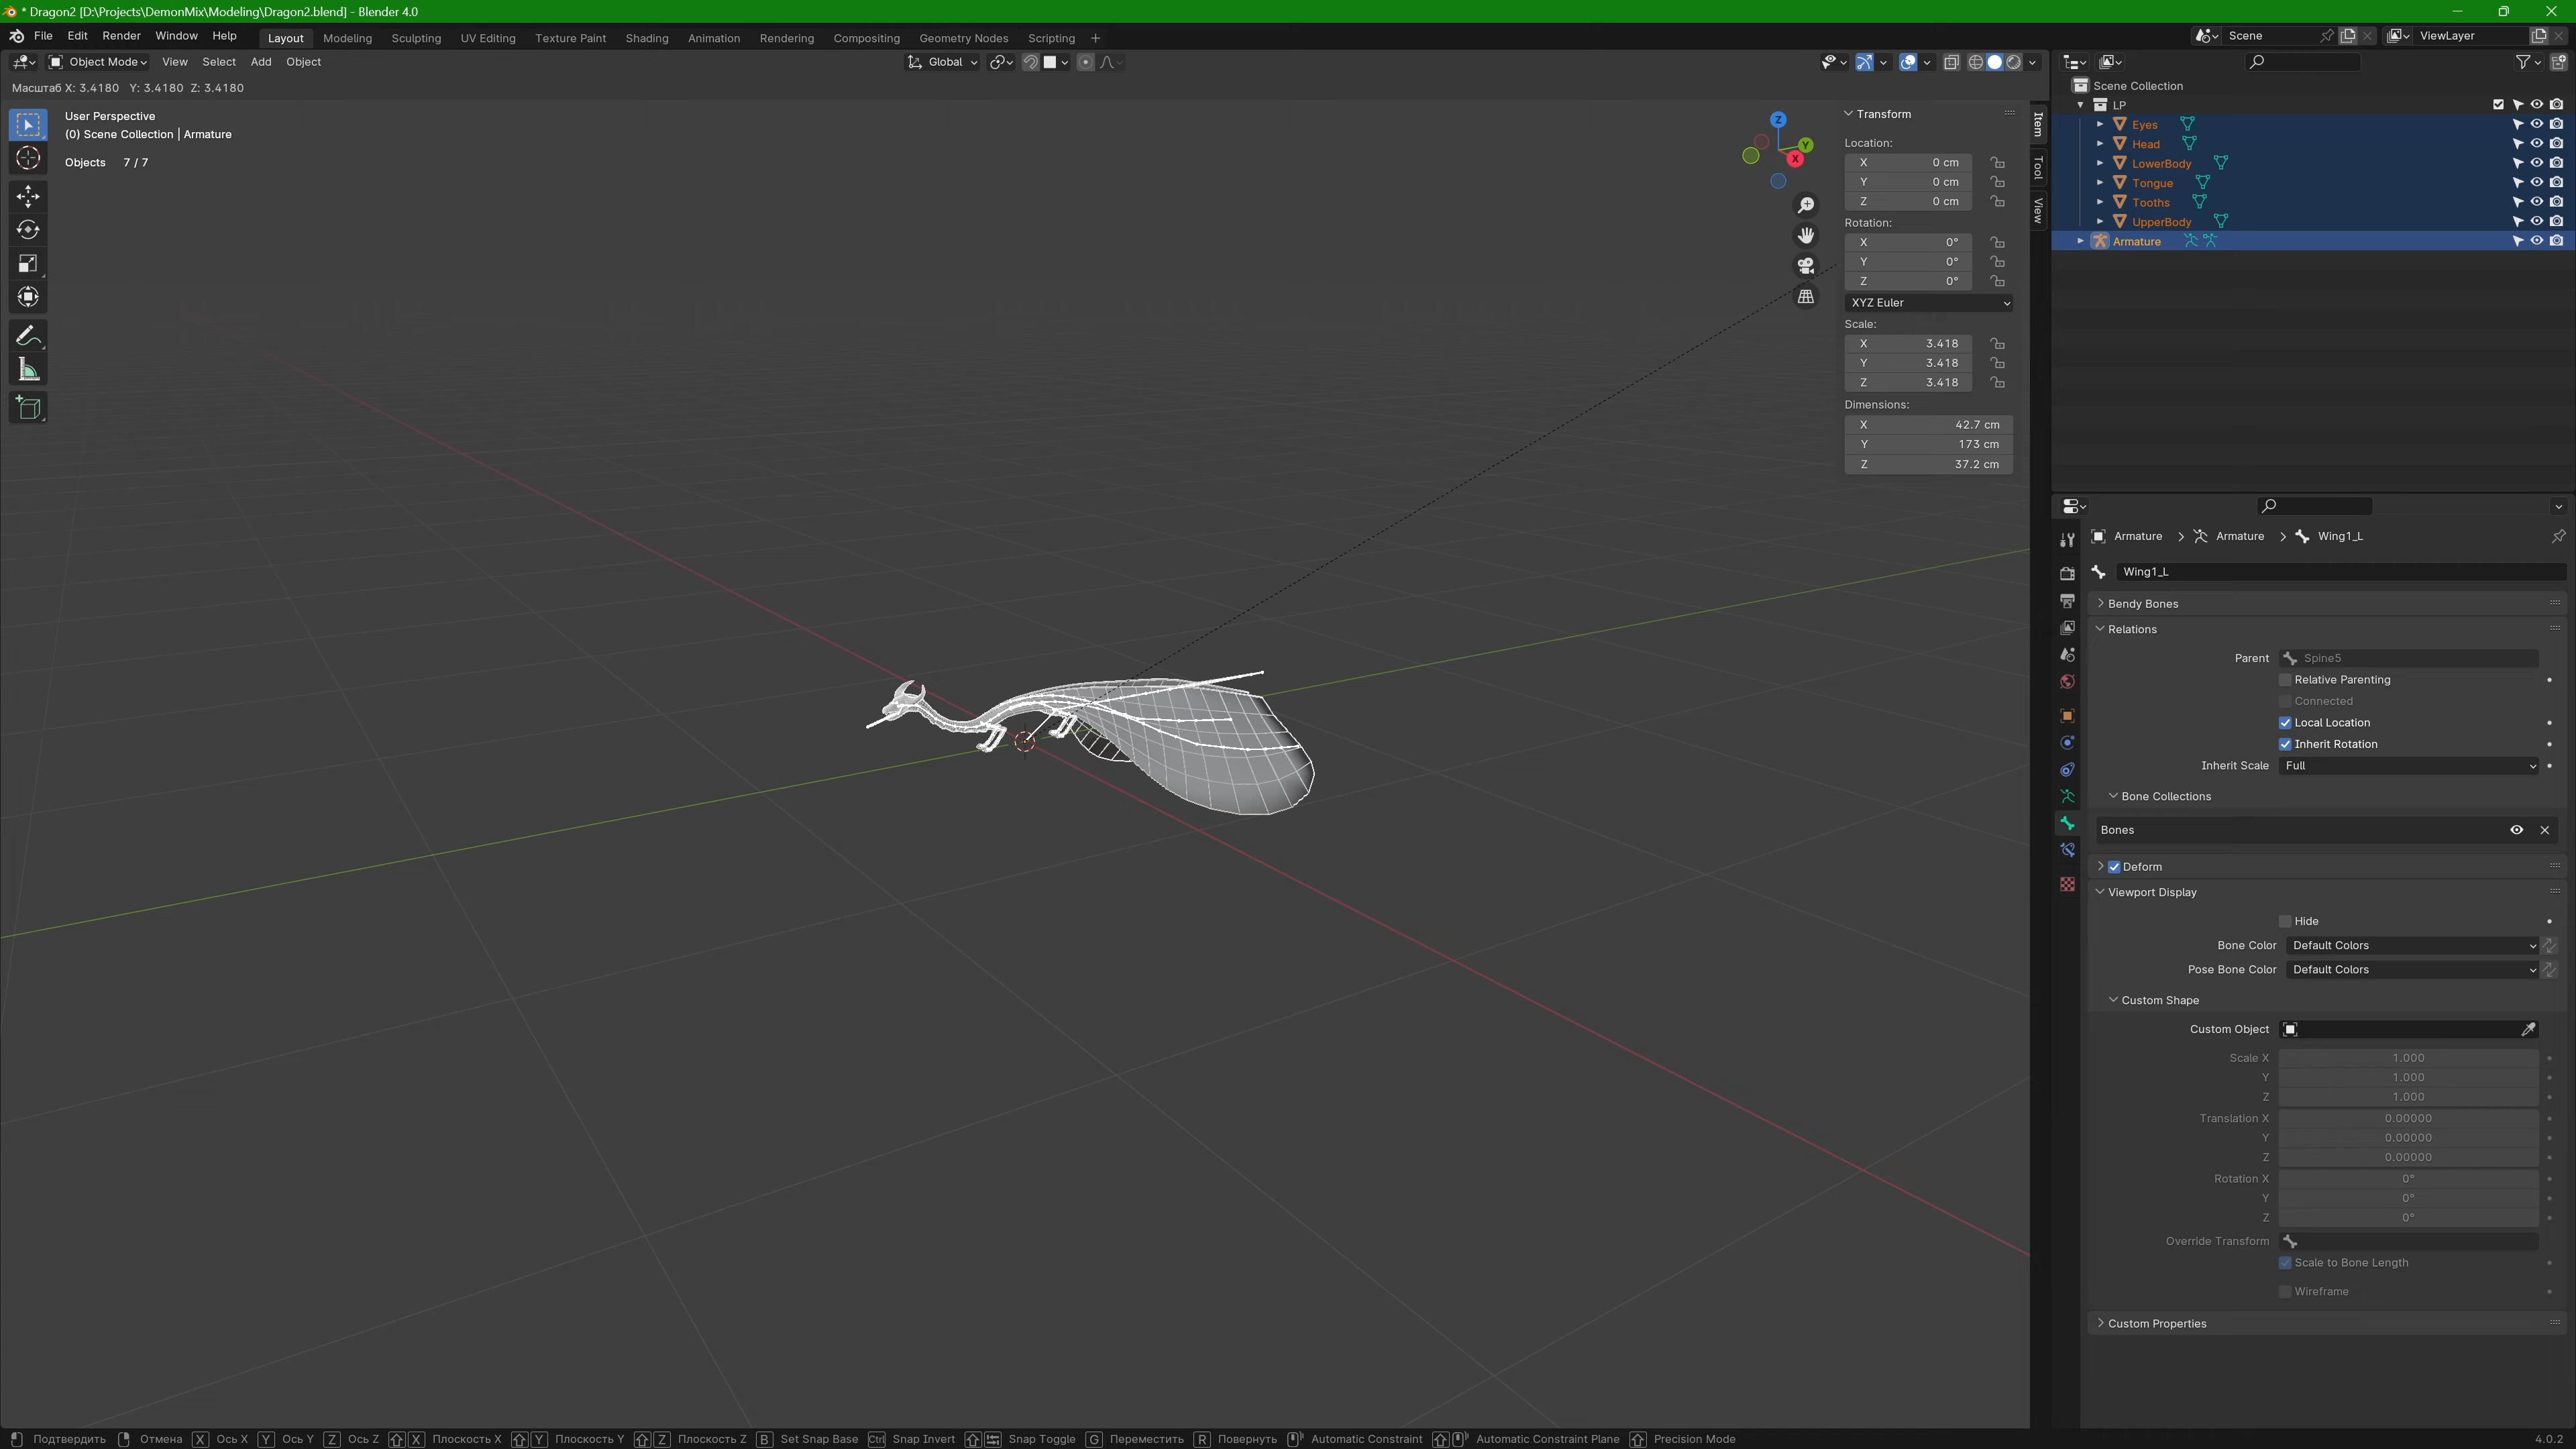 * Dragon2 [D:\Projects\DemonMix\Modeling\Dragon2.blend] - Blender 4.0
File Edit Render Window Help Layout Modeling Sculpting UV Editing Texture Paint Shading Animation Rendering Compositing Geometry Nodes Scripting + Scene ViewLayer
Object Mode View Select Add Object Global
Масштаб X: 3.4180 Y: 3.4180 Z: 3.4180
User Perspective
(0) Scene Collection | Armature
Objects 7 / 7
Z
Y
X
Transform
Location:
X 0 cm
Y 0 cm
Z 0 cm
Rotation:
X 0°
Y 0°
Z 0°
XYZ Euler
Scale:
X 3.418
Y 3.418
Z 3.418
Dimensions:
X 42.7 cm
Y 173 cm
Z 37.2 cm
Item
Tool
View
Scene Collection
LP
Eyes
Head
LowerBody
Tongue
Tooths
UpperBody
Armature
Armature > Armature > Wing1_L
Wing1_L
Bendy Bones
Relations
Parent Spine5
Relative Parenting
Connected
Local Location
Inherit Rotation
Inherit Scale Full
Bone Collections
Bones
Deform
Viewport Display
Hide
Bone Color Default Colors
Pose Bone Color Default Colors
Custom Shape
Custom Object
Scale X 1.000
Y 1.000
Z 1.000
Translation X 0.00000
Y 0.00000
Z 0.00000
Rotation X 0°
Y 0°
Z 0°
Override Transform
Scale to Bone Length
Wireframe
Custom Properties
Подтвердить Отмена X Ось X Y Ось Y Z Ось Z X Плоскость X Y Плоскость Y Z Плоскость Z B Set Snap Base Ctrl Snap Invert Snap Toggle G Переместить R Повернуть Automatic Constraint Automatic Constraint Plane Precision Mode 4.0.2